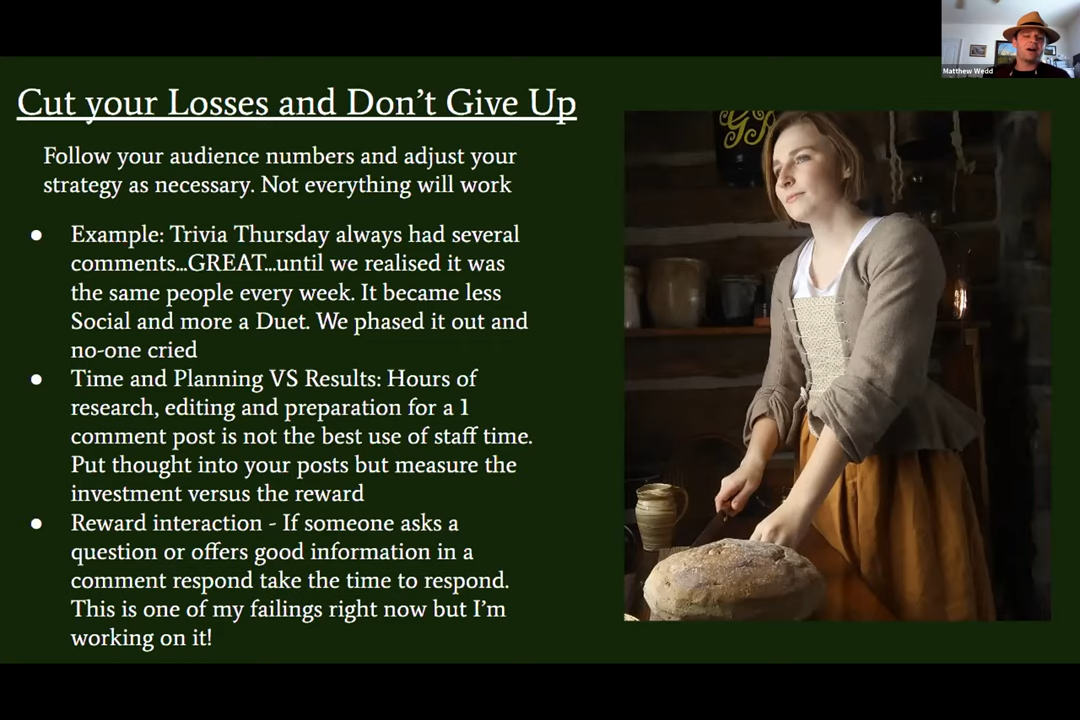 Matthew Wedd
Cut your Losses and Don't Give Up
Follow your audience numbers and adjust your
strategy as necessary. Not everything will work
● Example: Trivia Thursday always had several
comments...GREAT...until we realised it was
the same people every week. It became less
Social and more a Duet. We phased it out and
no-one cried
● Time and Planning VS Results: Hours of
research, editing and preparation for a 1
comment post is not the best use of staff time.
Put thought into your posts but measure the
investment versus the reward
● Reward interaction - If someone asks a
question or offers good information in a
comment respond take the time to respond.
This is one of my failings right now but I'm
working on it!